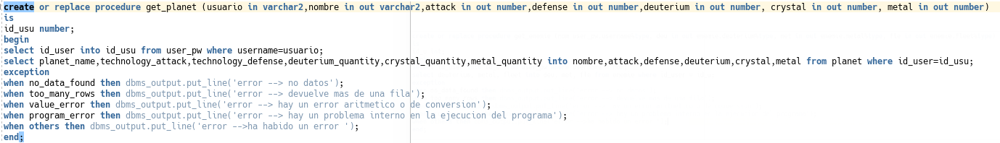 create or replace procedure get_planet (usuario in varchar2,nombre in out varchar2,attack in out number,defense in out number,deuterium in out number, crystal in out number, metal in out number)
is
id_usu number;
begin
select id_user into id_usu from user_pw where username=usuario;
select planet_name,technology_attack,technology_defense,deuterium_quantity,crystal_quantity,metal_quantity into nombre,attack,defense,deuterium,crystal,metal from planet where id_user=id_usu;
exception
when no_data_found then dbms_output.put_line('error --> no datos');
when too_many_rows then dbms_output.put_line('error --> devuelve mas de una fila');
when value_error then dbms_output.put_line('error --> hay un error aritmetico o de conversion');
when program_error then dbms_output.put_line('error --> hay un problema interno en la ejecucion del programa');
when others then dbms_output.put_line('error -->ha habido un error ');
end;